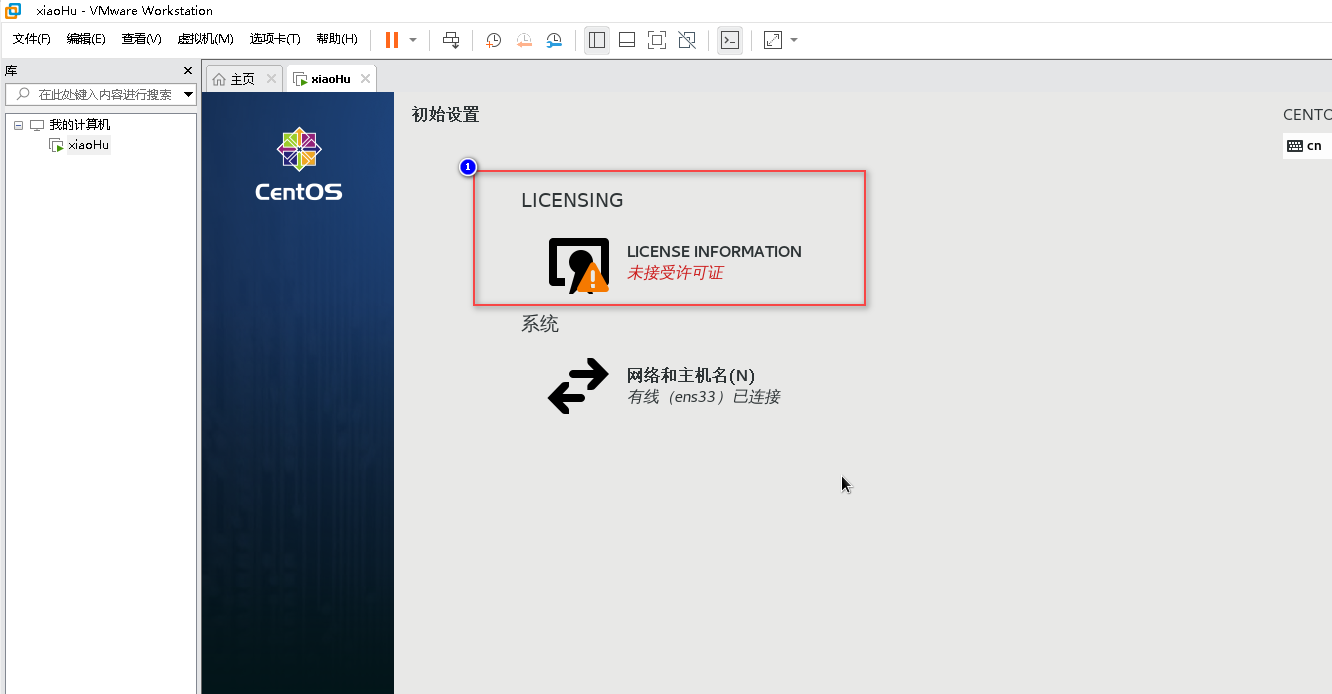 xiaoHu - VMware Workstation
文件(F) 编辑(E) 查看(V) 虚拟机(M) 选项卡(T) 帮助(H)
库
主页
xiaoHu
在此处键入内容进行搜索
我的计算机
xiaoHu
CentOS
初始设置
CENTO
cn
1
LICENSING
LICENSE INFORMATION
未接受许可证
系统
网络和主机名(N)
有线（ens33）已连接